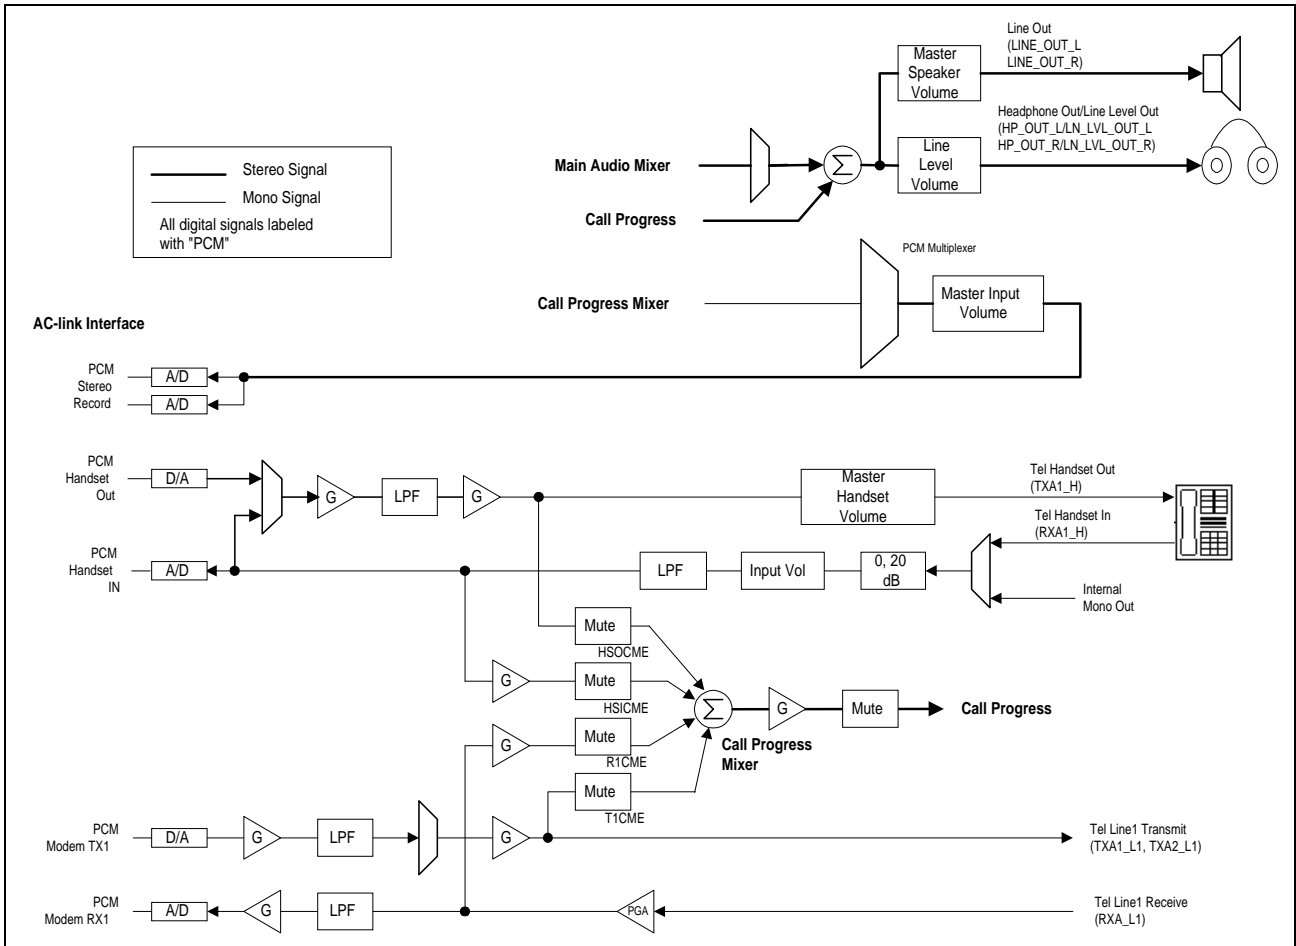 Line Out
(LINE_OUT_L
LINE_OUT_R)
Master
Speaker
Volume
Headphone Out/Line Level Out
(HP_OUT_L/LN_LVL_OUT_L
HP_OUT_R/LN_LVL_OUT_R)
Line
Level
Volume
Main Audio Mixer
Σ
Call Progress
Stereo Signal
Mono Signal
All digital signals labeled
with "PCM"
PCM Multiplexer
Call Progress Mixer
Master Input
Volume
AC-link Interface
PCM
Stereo
Record
A/D
A/D
PCM
Handset
Out
D/A
G
LPF
G
Master
Handset
Volume
Tel Handset Out
(TXA1_H)
Tel Handset In
(RXA1_H)
PCM
Handset
IN
A/D
LPF
Input Vol
0, 20
dB
Internal
Mono Out
Mute
HSOCME
G
Mute
HSICME
Σ
G
Mute
Call Progress
G
Mute
R1CME
Call Progress
Mixer
Mute
T1CME
PCM
Modem TX1
D/A
G
LPF
G
Tel Line1 Transmit
(TXA1_L1, TXA2_L1)
PCM
Modem RX1
A/D
G
LPF
PGA
Tel Line1 Receive
(RXA_L1)